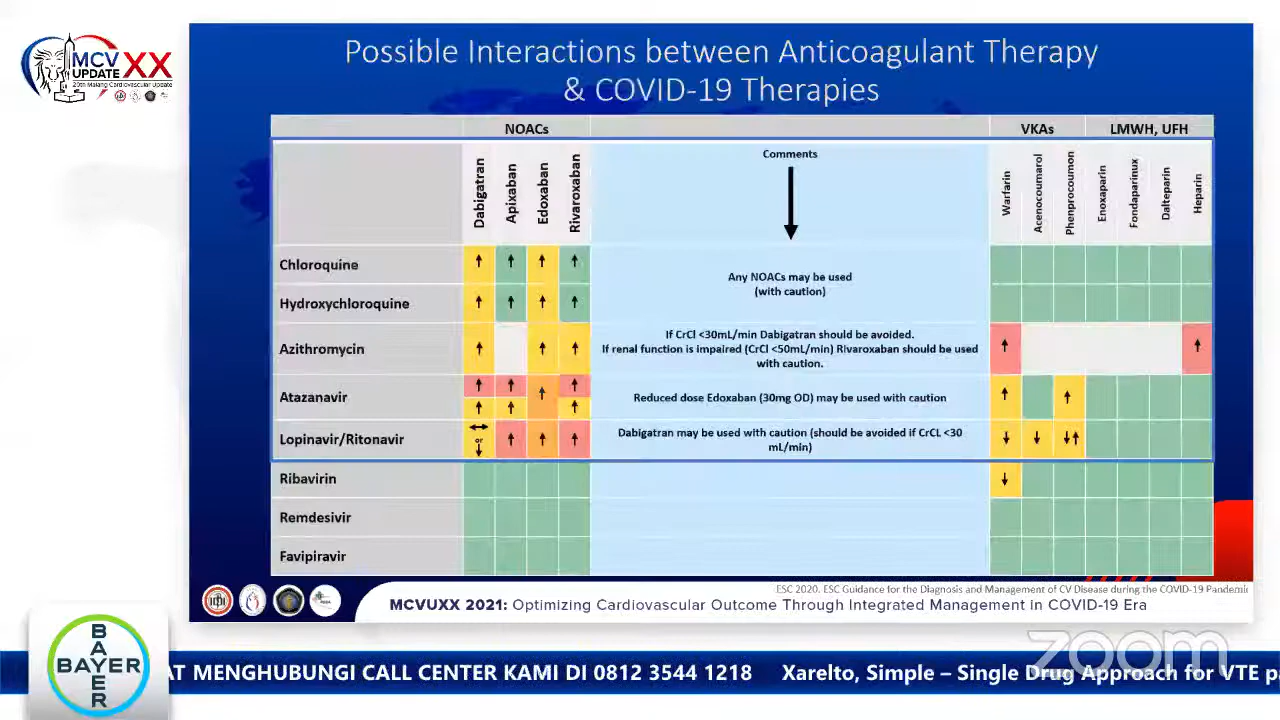 MCV
UPDATE
XX
20th Malang Cardiovascular Update
Possible Interactions between Anticoagulant Therapy
& COVID-19 Therapies
NOACs
VKAs
LMWH, UFH
Dabigatran
Apixaban
Edoxaban
Rivaroxaban
Comments
Warfarin
Acenocoumarol
Phenprocoumon
Enoxaparin
Fondaparinux
Dalteparin
Heparin
Chloroquine
↑ ↑ ↑ ↑
Any NOACs may be used
(with caution)
Hydroxychloroquine
↑ ↑ ↑ ↑
Azithromycin
↑ ↑ ↑
If CrCl <30mL/min Dabigatran should be avoided.
If renal function is impaired (CrCl <50mL/min) Rivaroxaban should be used
with caution.
↑ ↑
Atazanavir
↑ ↑ ↑ ↑
↑ ↑ ↑
Reduced dose Edoxaban (30mg OD) may be used with caution
↑ ↑
Lopinavir/Ritonavir
↔
or
↓
↑ ↑ ↑
Dabigatran may be used with caution (should be avoided if CrCL <30
mL/min)
↓ ↓ ↓↑
Ribavirin
↓
Remdesivir
Favipiravir
ESC 2020. ESC Guidance for the Diagnosis and Management of CV Disease during the COVID-19 Pandemic
MCVUXX 2021: Optimizing Cardiovascular Outcome Through Integrated Management in COVID-19 Era
zoom
BAYER
BAYER
AT MENGHUBUNGI CALL CENTER KAMI DI 0812 3544 1218 Xarelto, Simple – Single Drug Approach for VTE pa